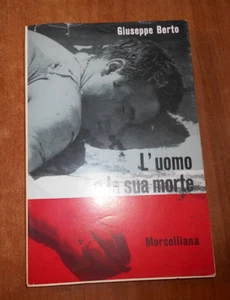 Giuseppe Berto
L'uomo
e la sua morte
Morcelliana